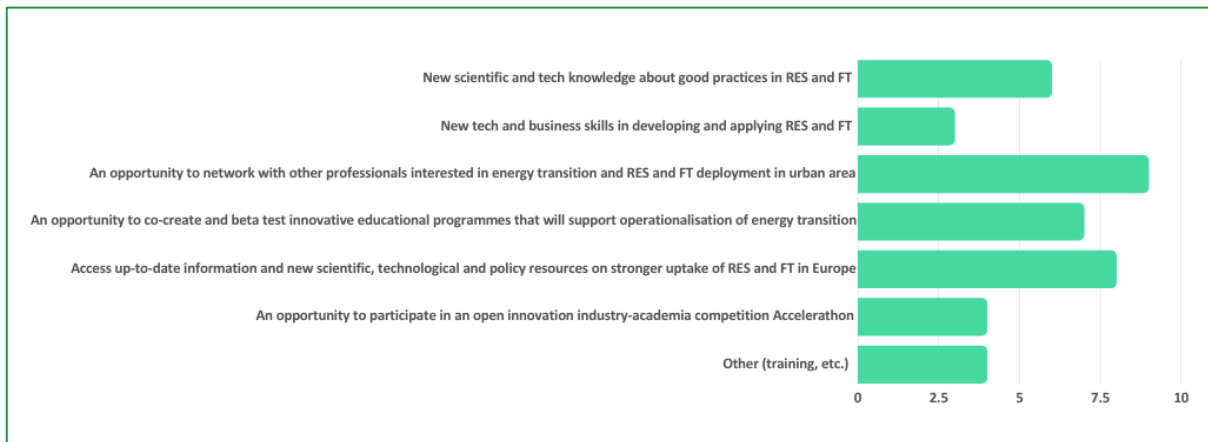 New scientific and tech knowledge about good practices in RES and FT
New tech and business skills in developing and applying RES and FT
An opportunity to network with other professionals interested in energy transition and RES and FT deployment in urban area
An opportunity to co-create and beta test innovative educational programmes that will support operationalisation of energy transition
Access up-to-date information and new scientific, technological and policy resources on stronger uptake of RES and FT in Europe
An opportunity to participate in an open innovation industry-academia competition Accelerathon
Other (training, etc.)
0 2.5 5 7.5 10